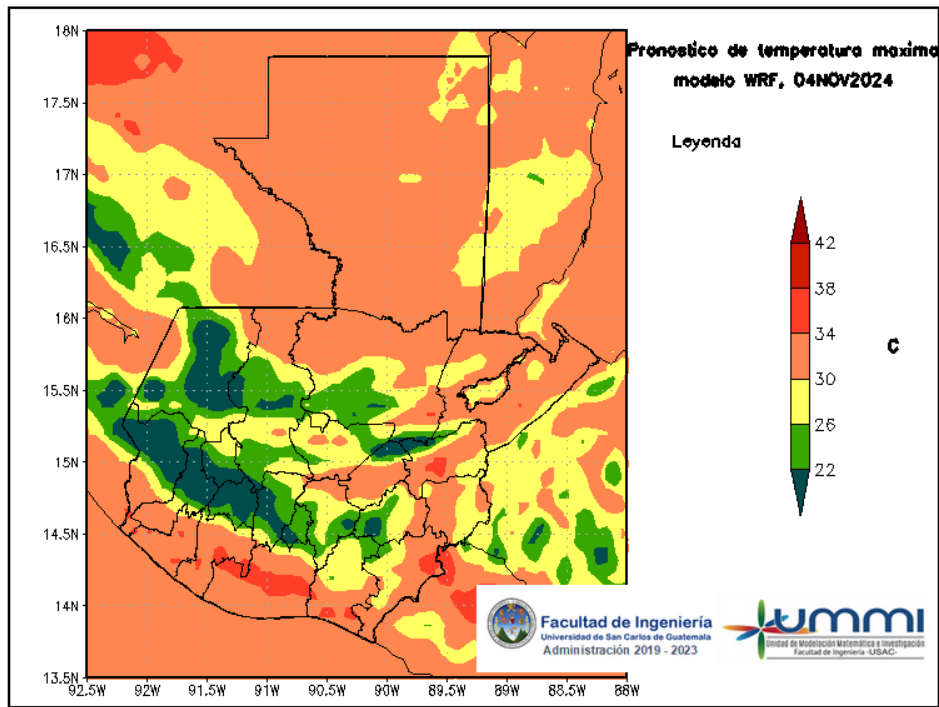 Pronostico de temperatura maxima
modelo WRF, 04NOV2024
Leyenda
18N
17.5N
17N
16.5N
16N
15.5N
15N
14.5N
14N
13.5N
92.5W 92W 91.5W 91W 90.5W 90W 89.5W 89W 88.5W 88W
42
38
34
30
26
22
C
Facultad de Ingeniería
Universidad de San Carlos de Guatemala
Administración 2019 - 2023
ummi
Unidad de Modelación Matemática e Investigación
Facultad de Ingeniería -USAC-